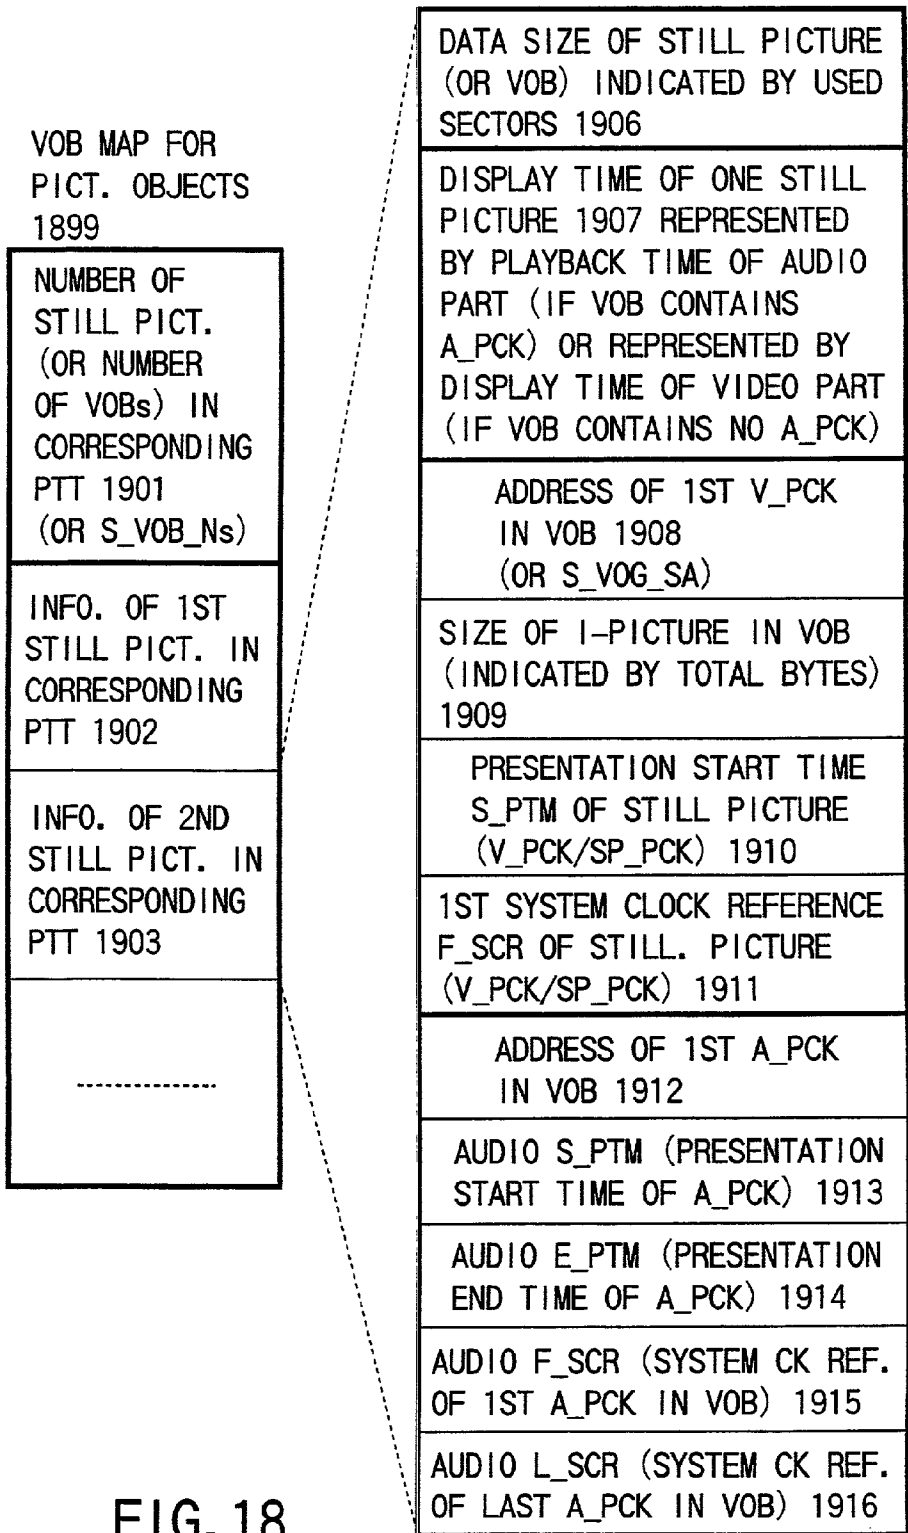 VOB MAP FOR
PICT. OBJECTS
1899
NUMBER OF
STILL PICT.
(OR NUMBER
OF VOBs) IN
CORRESPONDING
PTT 1901
(OR S_VOB_Ns)
INFO. OF 1ST
STILL PICT. IN
CORRESPONDING
PTT 1902
INFO. OF 2ND
STILL PICT. IN
CORRESPONDING
PTT 1903
DATA SIZE OF STILL PICTURE
(OR VOB) INDICATED BY USED
SECTORS 1906
DISPLAY TIME OF ONE STILL
PICTURE 1907 REPRESENTED
BY PLAYBACK TIME OF AUDIO
PART (IF VOB CONTAINS
A_PCK) OR REPRESENTED BY
DISPLAY TIME OF VIDEO PART
(IF VOB CONTAINS NO A_PCK)
ADDRESS OF 1ST V_PCK
IN VOB 1908
(OR S_VOG_SA)
SIZE OF I-PICTURE IN VOB
(INDICATED BY TOTAL BYTES)
1909
PRESENTATION START TIME
S_PTM OF STILL PICTURE
(V_PCK/SP_PCK) 1910
1ST SYSTEM CLOCK REFERENCE
F_SCR OF STILL. PICTURE
(V_PCK/SP_PCK) 1911
ADDRESS OF 1ST A_PCK
IN VOB 1912
AUDIO S_PTM (PRESENTATION
START TIME OF A_PCK) 1913
AUDIO E_PTM (PRESENTATION
END TIME OF A_PCK) 1914
AUDIO F_SCR (SYSTEM CK REF.
OF 1ST A_PCK IN VOB) 1915
AUDIO L_SCR (SYSTEM CK REF.
OF LAST A_PCK IN VOB) 1916
FIG. 18